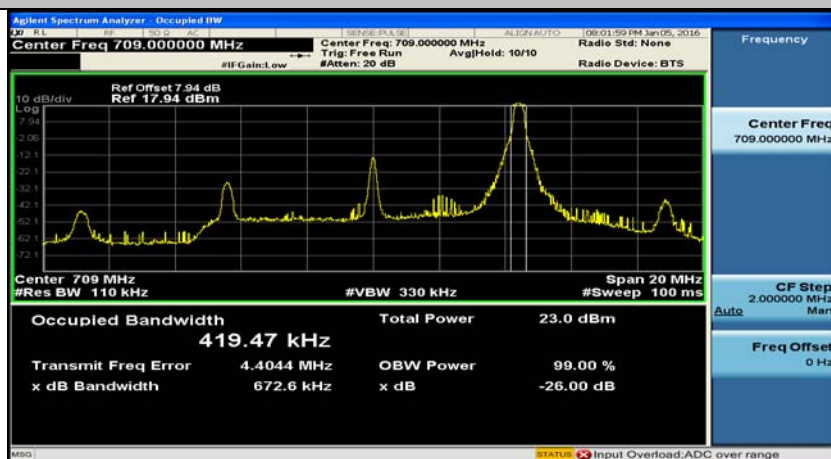 Agilent Spectrum Analyzer - Occupied BW
RL RF 50 Ω AC SENSE:PULSE ALIGN AUTO 08:01:59 PM Jan 05, 2016
Center Freq 709.000000 MHz
Center Freq: 709.000000 MHz
Radio Std: None
Trig: Free Run Avg|Hold: 10/10
#IFGain:Low #Atten: 20 dB Radio Device: BTS
Ref Offset 7.94 dB
10 dB/div Ref 17.94 dBm
Log
7.94
-2.06
-12.1
-22.1
-32.1
-42.1
-52.1
-62.1
-72.1
Center 709 MHz Span 20 MHz
#Res BW 110 kHz #VBW 330 kHz #Sweep 100 ms
Occupied Bandwidth Total Power 23.0 dBm
419.47 kHz
Transmit Freq Error 4.4044 MHz OBW Power 99.00 %
x dB Bandwidth 672.6 kHz x dB -26.00 dB
Frequency
Center Freq
709.000000 MHz
CF Step
2.000000 MHz
Auto Man
Freq Offset
0 Hz
MSG STATUS Input Overload;ADC over range